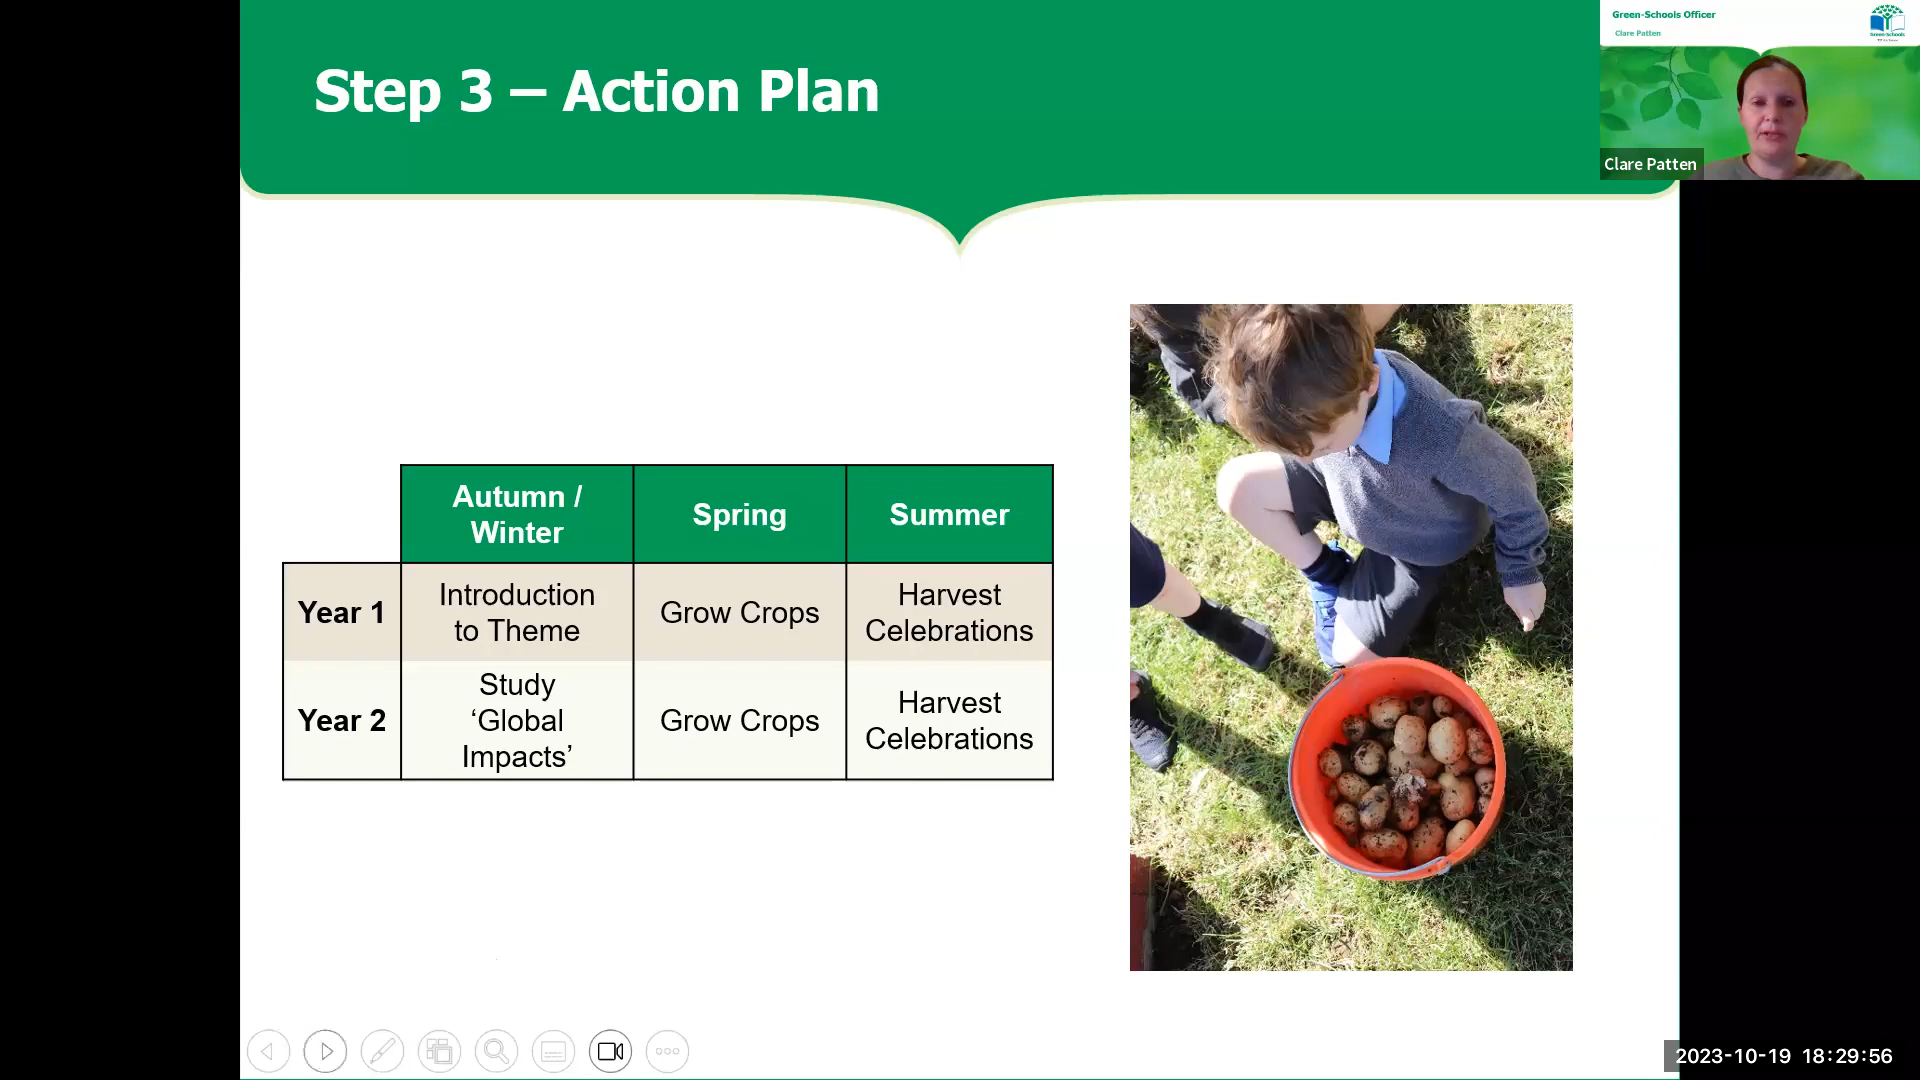 Step 3 – Action Plan
Green-Schools Officer
Clare Patten
Green-Schools
Clare Patten
Autumn /
Winter
Spring
Summer
Year 1
Introduction
to Theme
Grow Crops
Harvest
Celebrations
Year 2
Study
‘Global
Impacts’
Grow Crops
Harvest
Celebrations
2023-10-19 18:29:56